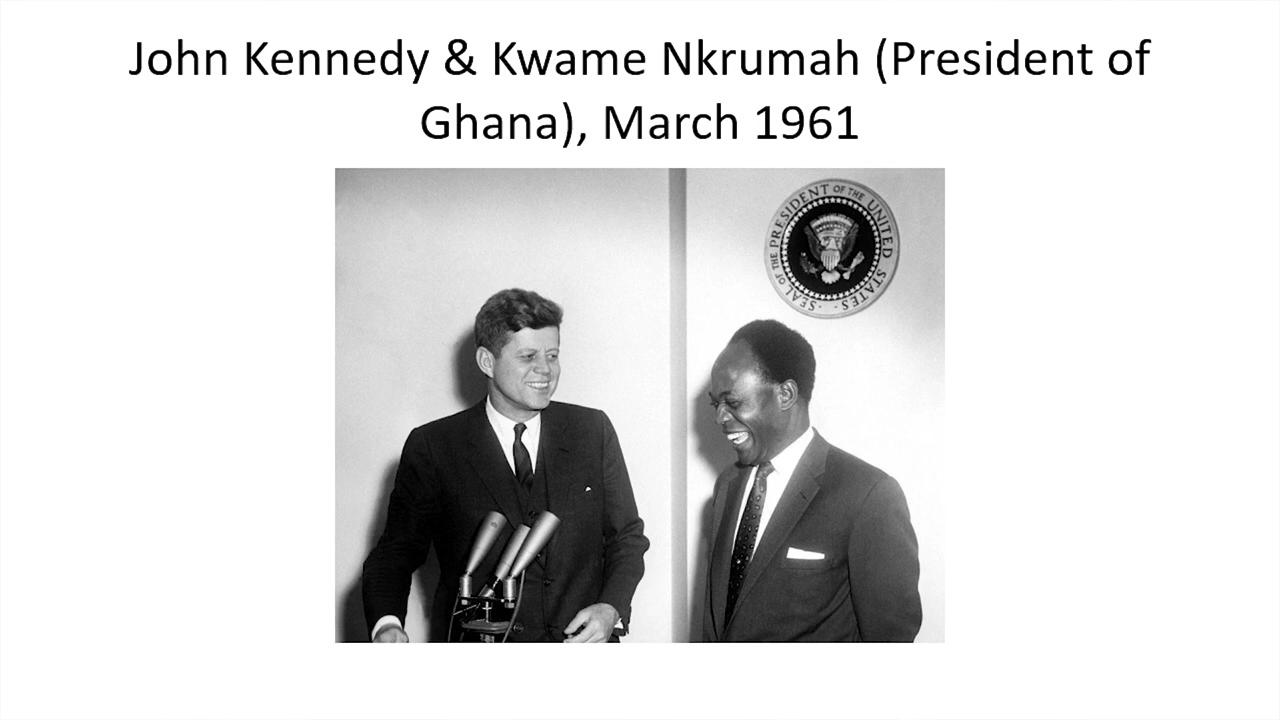 John Kennedy & Kwame Nkrumah (President of
Ghana), March 1961
SEAL OF THE PRESIDENT OF THE UNITED STATES